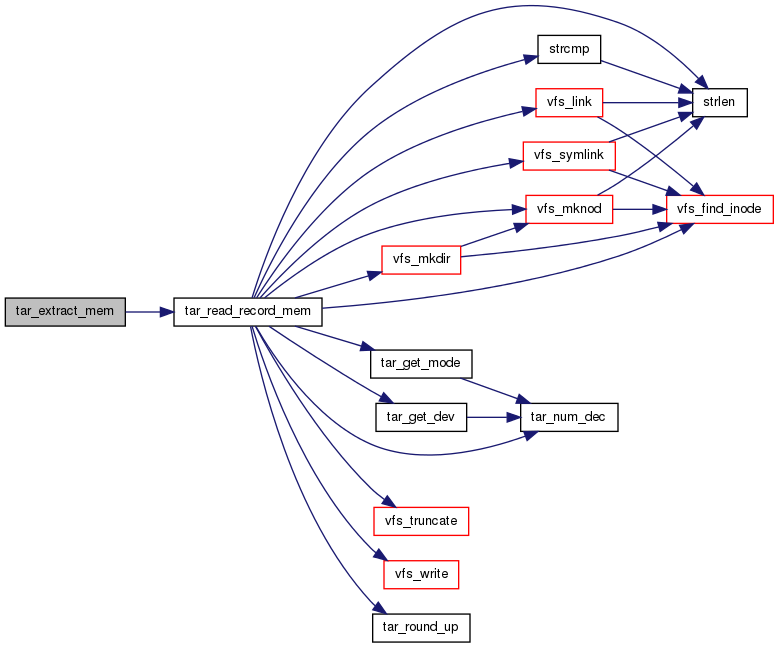 strcmp
vfs_link
strlen
vfs_symlink
vfs_mknod
vfs_find_inode
vfs_mkdir
tar_extract_mem
tar_read_record_mem
tar_get_mode
tar_get_dev
tar_num_dec
vfs_truncate
vfs_write
tar_round_up